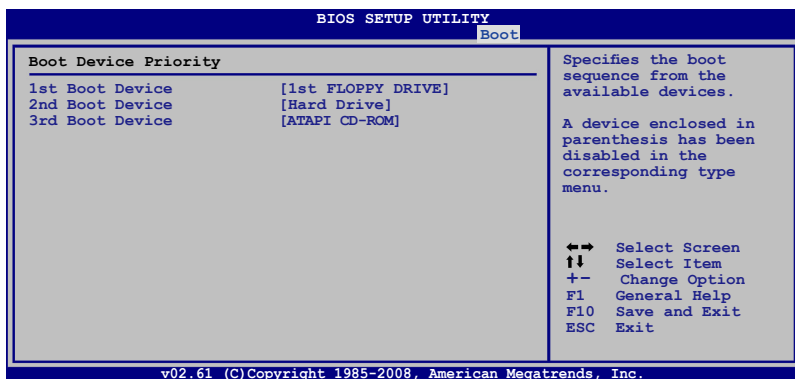 BIOS SETUP UTILITY
Boot
Boot Device Priority
1st Boot Device [1st FLOPPY DRIVE]
2nd Boot Device [Hard Drive]
3rd Boot Device [ATAPI CD-ROM]
Specifies the boot
sequence from the
available devices.
A device enclosed in
parenthesis has been
disabled in the
corresponding type
menu.
←→ Select Screen
↑↓ Select Item
+- Change Option
F1 General Help
F10 Save and Exit
ESC Exit
v02.61 (C)Copyright 1985-2008, American Megatrends, Inc.